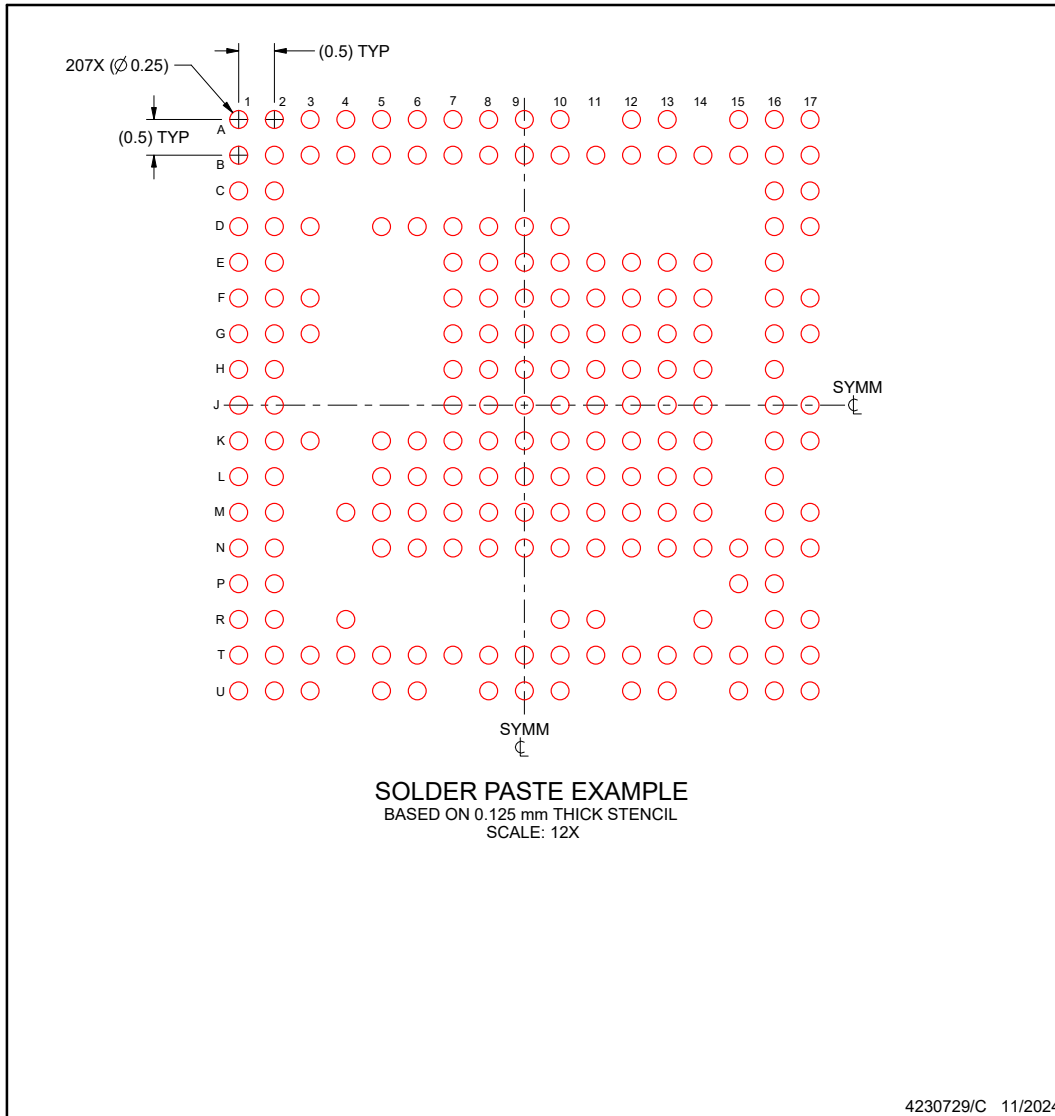 (0.5) TYP
207X (∅ 0.25)
1 2 3 4 5 6 7 8 9 10 11 12 13 14 15 16 17
A
(0.5) TYP
B
C
D
E
F
G
H
SYMM
J
℄
K
L
M
N
P
R
T
U
SYMM
℄
SOLDER PASTE EXAMPLE
BASED ON 0.125 mm THICK STENCIL
SCALE: 12X
4230729/C 11/2024